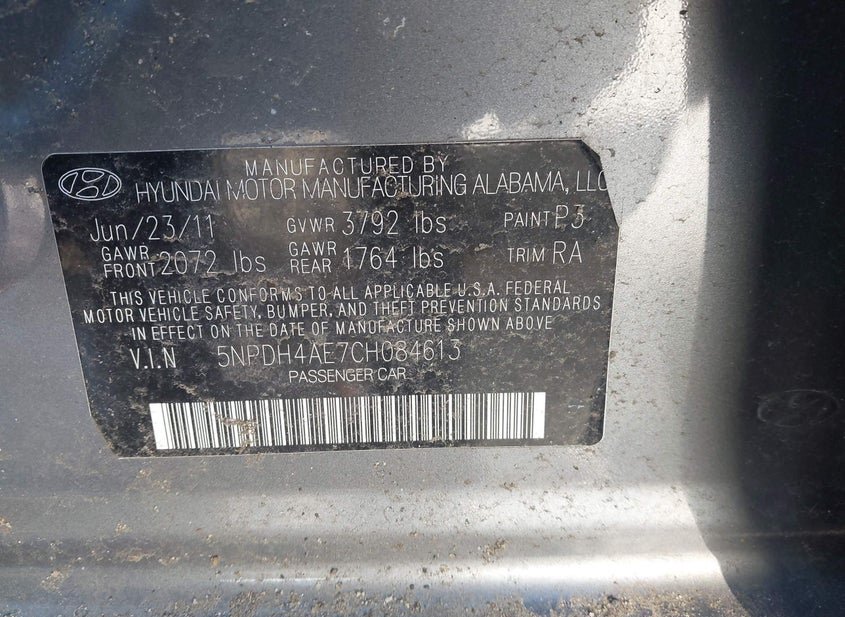 MANUFACTURED BY
HYUNDAI MOTOR MANUFACTURING ALABAMA, LLC
Jun/23/11 GVWR 3792 lbs PAINT P3
GAWR FRONT 2072 lbs GAWR REAR 1764 lbs TRIM RA
THIS VEHICLE CONFORMS TO ALL APPLICABLE U.S.A. FEDERAL
MOTOR VEHICLE SAFETY, BUMPER, AND THEFT PREVENTION STANDARDS
IN EFFECT ON THE DATE OF MANUFACTURE SHOWN ABOVE
V.I.N 5NPDH4AE7CH084613
PASSENGER CAR